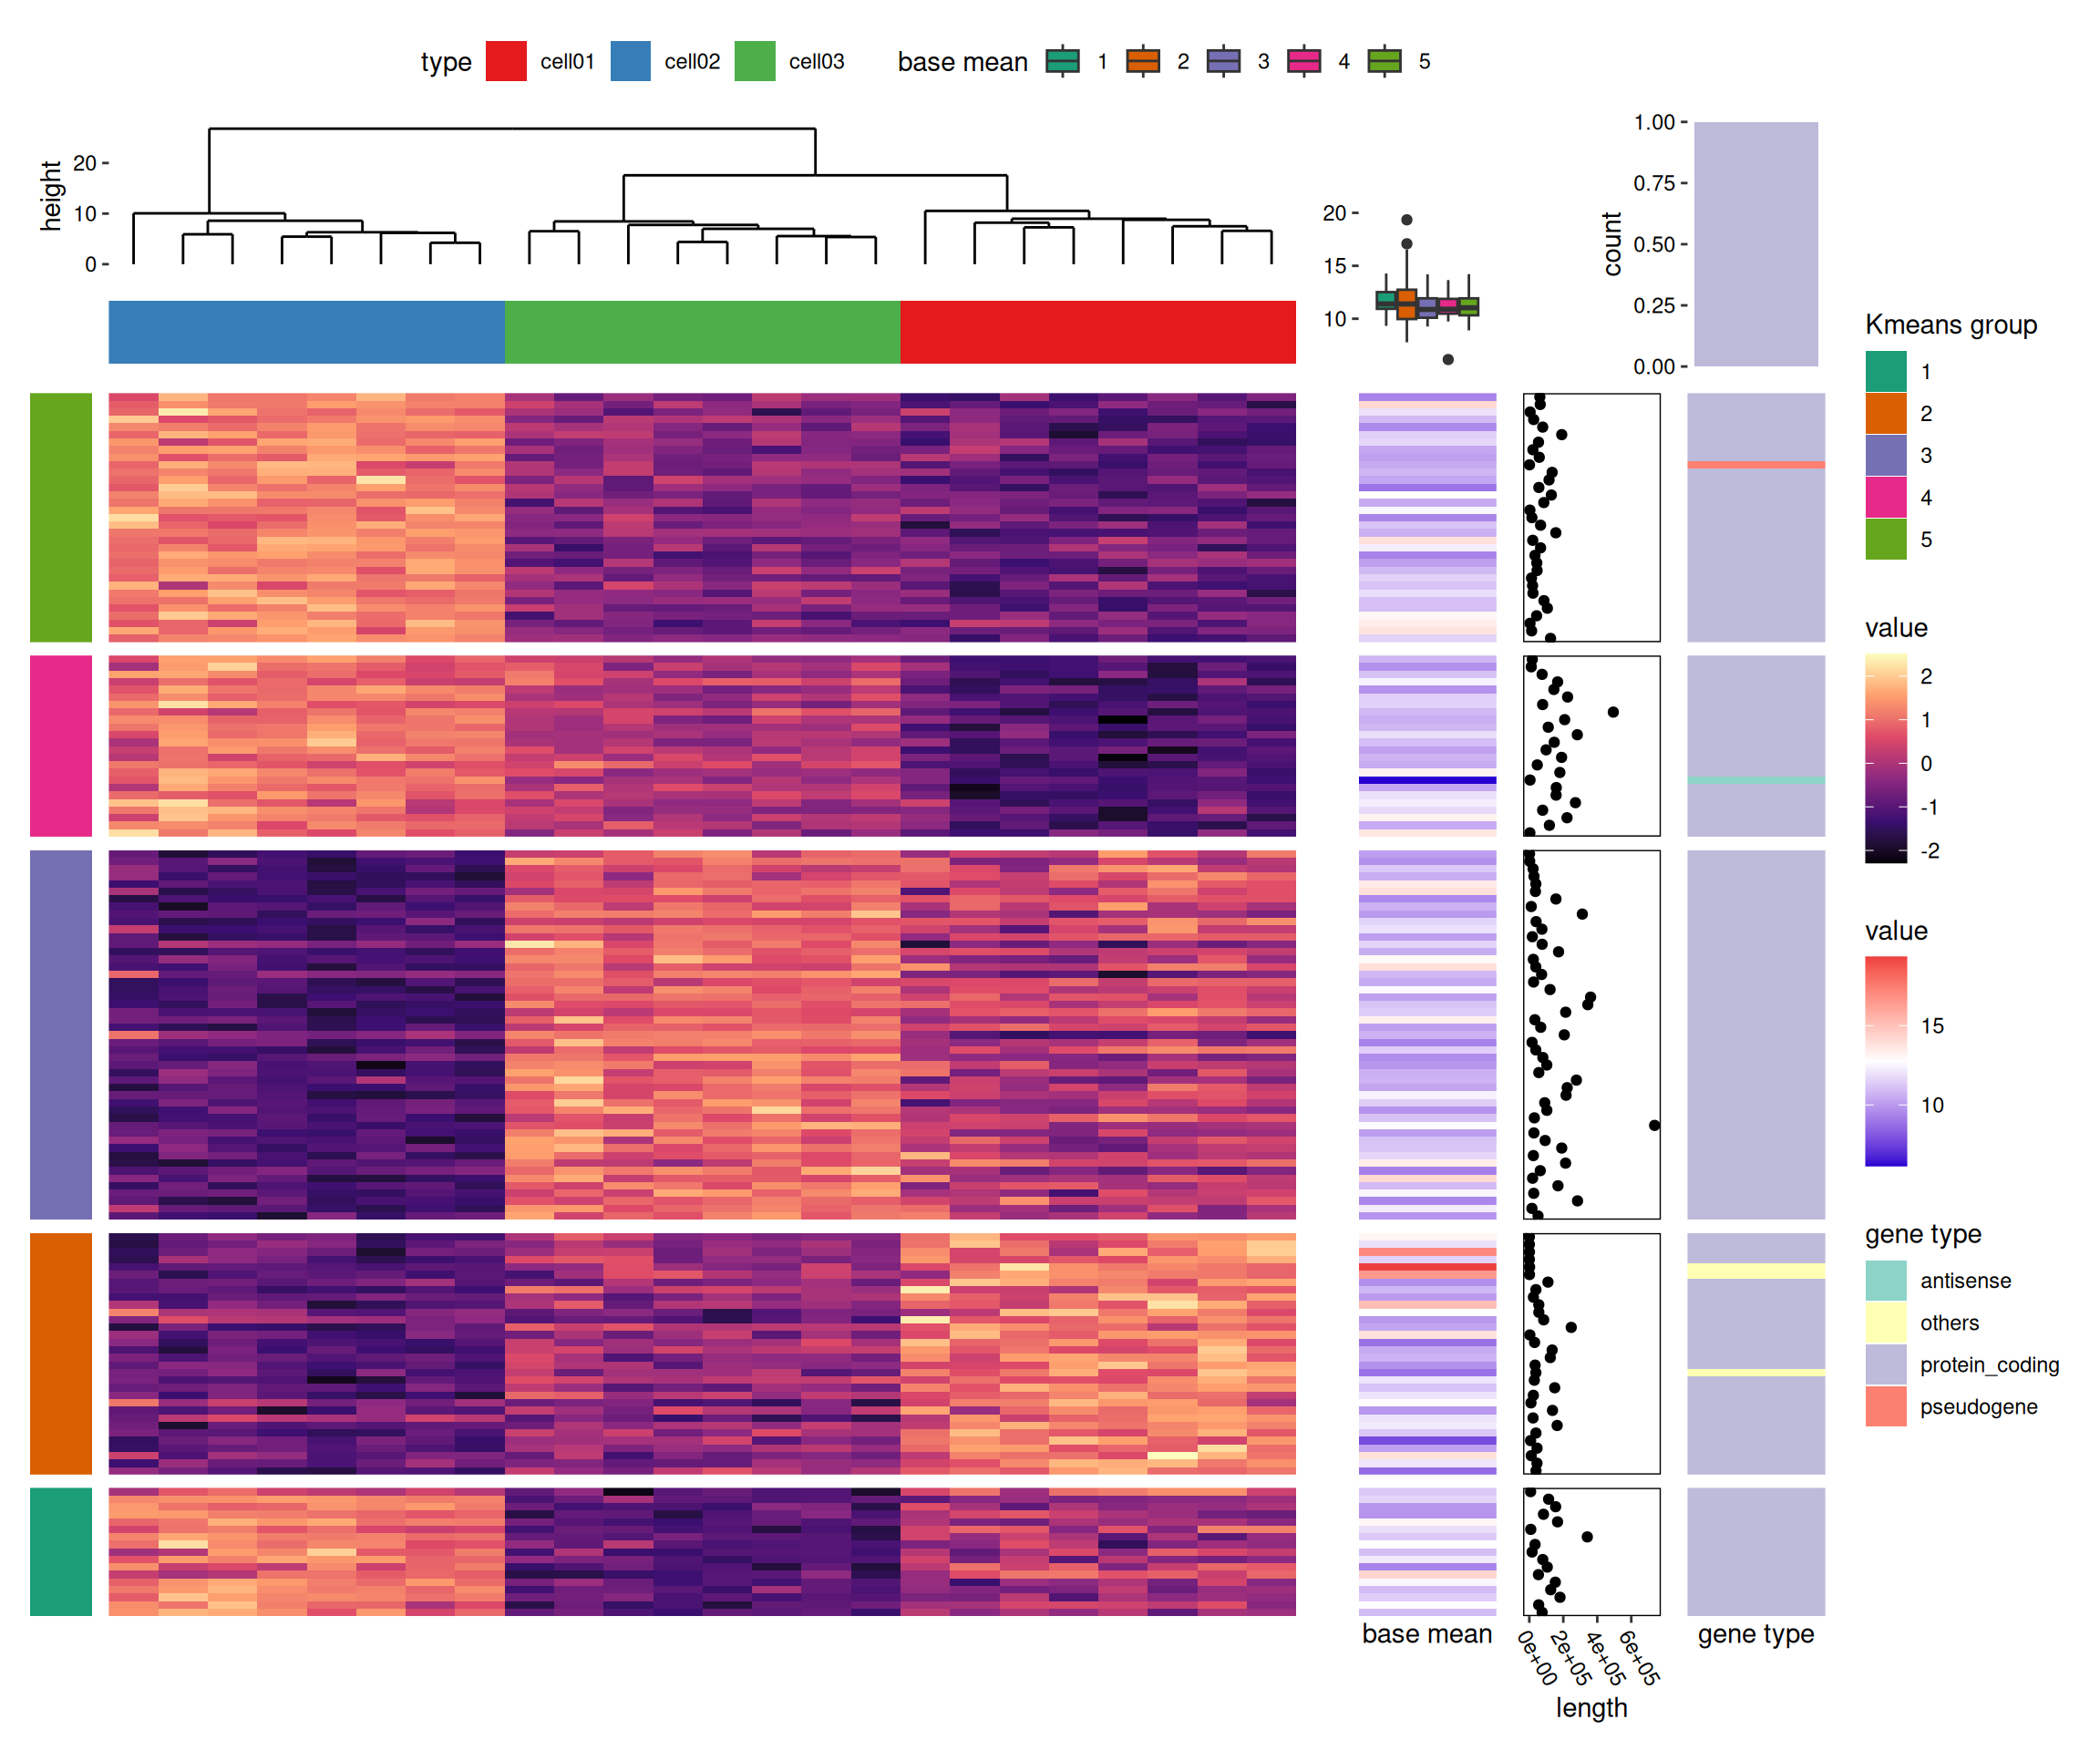 type cell01 cell02 cell03 base mean 1 2 3 4 5
height
20
10
0
20
15
10
count
1.00
0.75
0.50
0.25
0.00
Kmeans group
1
2
3
4
5
value
2
1
0
-1
-2
value
15
10
gene type
antisense
others
protein_coding
pseudogene
base mean
0e+00 2e+05 4e+05 6e+05
length
gene type